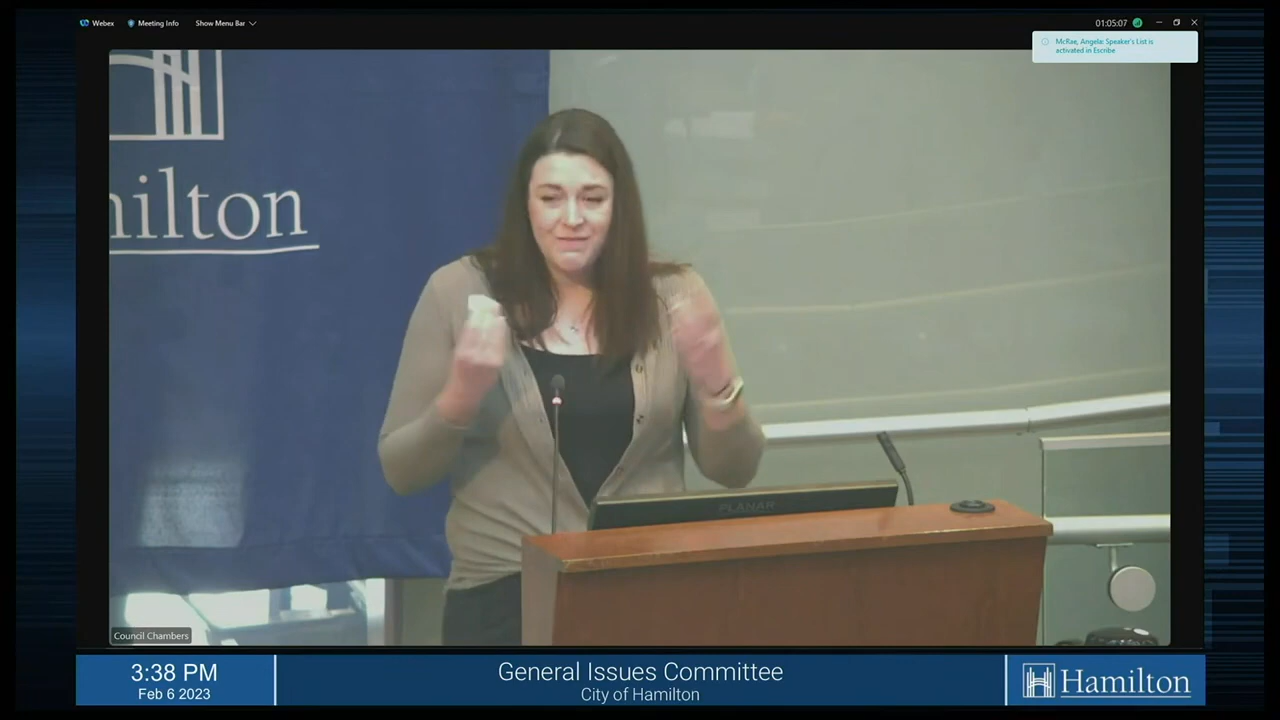 Webex
Meeting Info
Show Menu Bar
01:05:07
McRae, Angela: Speaker's List is
activated in Escribe
milton
PLANAR
Council Chambers
3:38 PM
Feb 6 2023
General Issues Committee
City of Hamilton
Hamilton